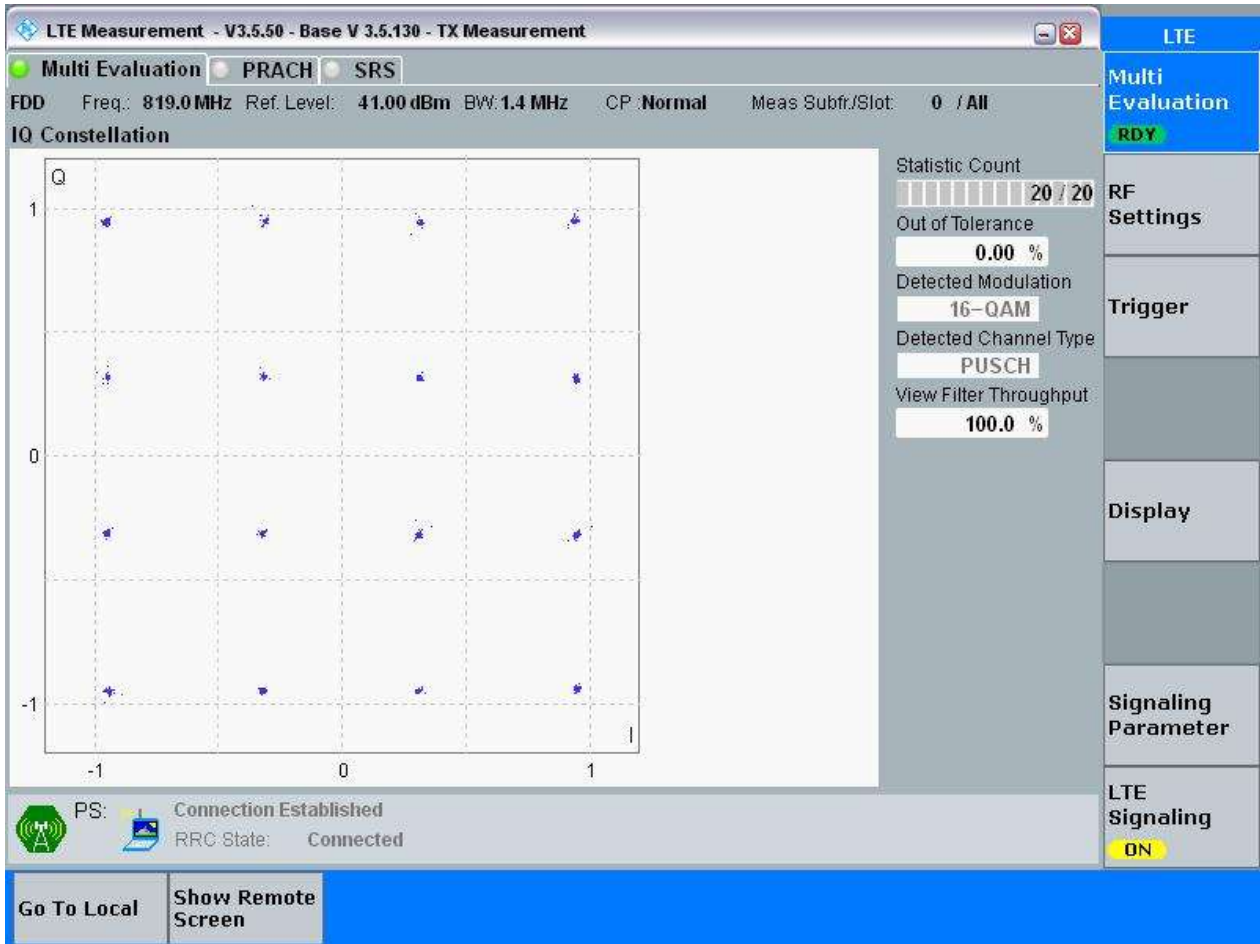 LTE Measurement - V3.5.50 - Base V 3.5.130 - TX Measurement
LTE
Multi Evaluation PRACH SRS
FDD Freq.: 819.0 MHz Ref. Level: 41.00 dBm BW: 1.4 MHz CP : Normal Meas Subfr./Slot: 0 / All
IQ Constellation
Q
1
0
-1
I
-1 0 1
Statistic Count
20 / 20
Out of Tolerance
0.00 %
Detected Modulation
16-QAM
Detected Channel Type
PUSCH
View Filter Throughput
100.0 %
Multi
Evaluation
RDY
RF
Settings
Trigger
Display
Signaling
Parameter
LTE
Signaling
ON
PS: Connection Established
RRC State: Connected
Go To Local
Show Remote
Screen